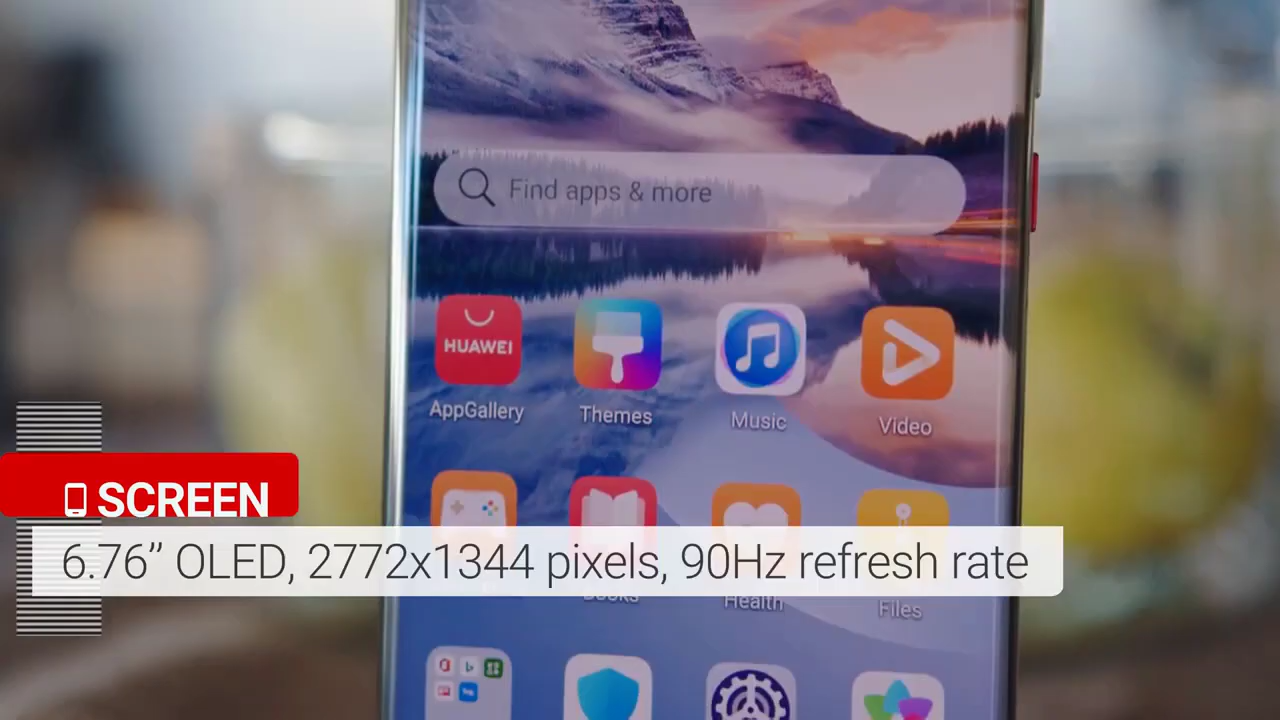 Find apps & more
HUAWEI
AppGallery
Themes
Music
Video
SCREEN
6.76” OLED, 2772x1344 pixels, 90Hz refresh rate
Books
Health
Files